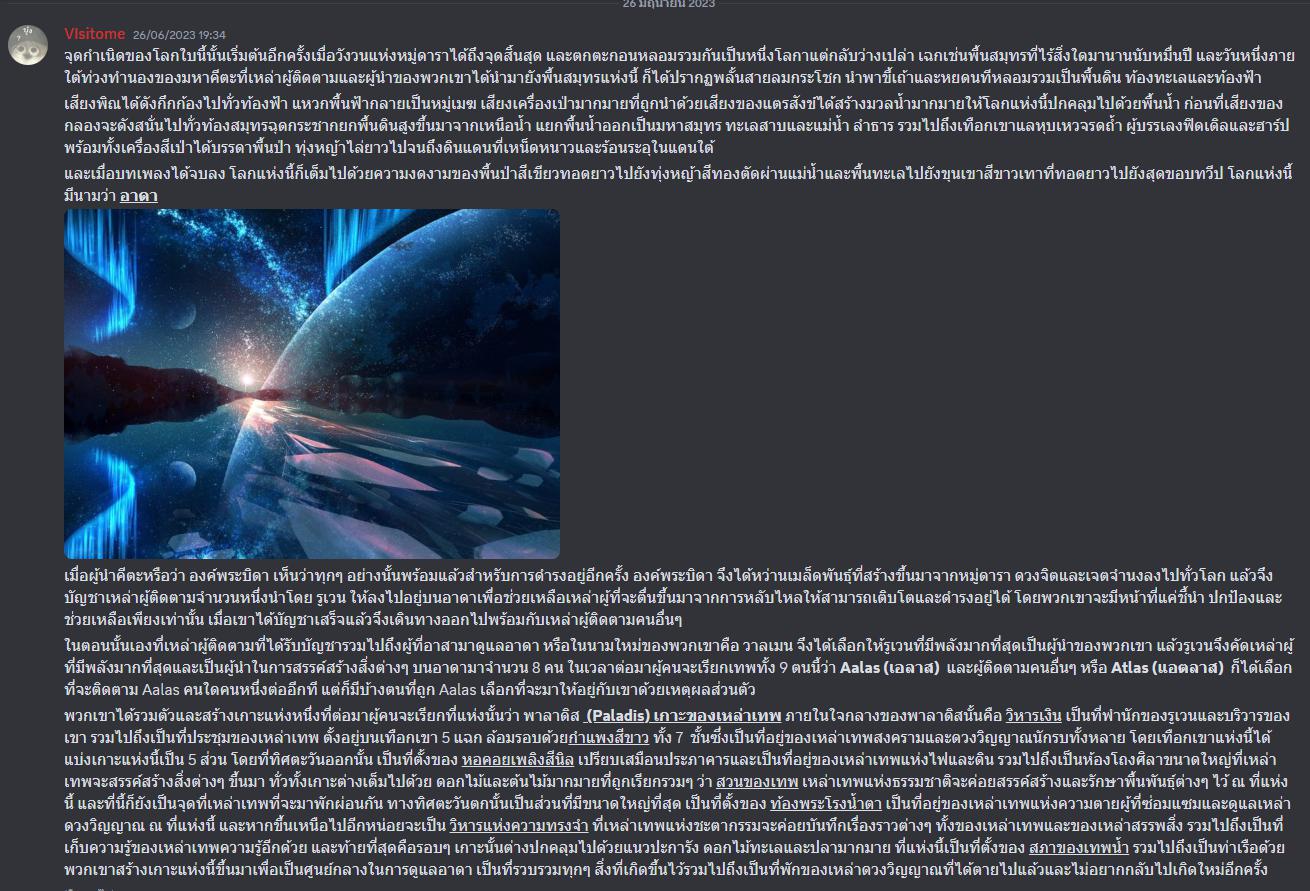 26 มิถุนายน 2023
VIsitome 26/06/2023 19:34
จุดกำเนิดของโลกใบนี้นั้นเริ่มต้นอีกครั้งเมื่อวังวนแห่งหมู่ดาราได้ถึงจุดสิ้นสุด และตกตะกอนหลอมรวมกันเป็นหนึ่งโลกาแต่กลับว่างเปล่า เฉกเช่นพื้นสมุทรที่ไร้สิ่งใดมานานนับหมื่นปี และวันหนึ่งภาย
ใต้ท่วงทำนองของมหาคีตะที่เหล่าผู้ติดตามและผู้นำของพวกเขาได้นำมายังพื้นสมุทรแห่งนี้ ก็ได้ปรากฏพลันสายลมกระโชก นำพาขี้เถ้าและหยดนทีหลอมรวมเป็นพื้นดิน ท้องทะเลและท้องฟ้า
เสียงพิณได้ดังกึกก้องไปทั่วท้องฟ้า แหวกพื้นฟ้ากลายเป็นหมู่เมฆ เสียงเครื่องเป่ามากมายที่ถูกนำด้วยเสียงของแตรสังข์ได้สร้างมวลน้ำมากมายให้โลกแห่งนี้ปกคลุมไปด้วยพื้นน้ำ ก่อนที่เสียงของ
กลองจะดังสนั่นไปทั่วท้องสมุทรฉุดกระชากยกพื้นดินสูงขึ้นมาจากเหนือน้ำ แยกพื้นน้ำออกเป็นมหาสมุทร ทะเลสาบและแม่น้ำ ลำธาร รวมไปถึงเทือกเขาแลหุบเหวจรดถ้ำ ผู้บรรเลงฟิดเดิลและฮาร์ป
พร้อมทั้งเครื่องสีเป่าได้บรรดาพื้นป่า ทุ่งหญ้าไล่ยาวไปจนถึงดินแดนที่เหน็ดหนาวและร้อนระอุในแดนใต้
และเมื่อบทเพลงได้จบลง โลกแห่งนี้ก็เต็มไปด้วยความงดงามของพื้นป่าสีเขียวทอดยาวไปยังทุ่งหญ้าสีทองตัดผ่านแม่น้ำและพื้นทะเลไปยังขุนเขาสีขาวเทาที่ทอดยาวไปยังสุดขอบทวีป โลกแห่งนี้
มีนามว่า อาดา
เมื่อผู้นำคีตะหรือว่า องค์พระบิดา เห็นว่าทุกๆ อย่างนั้นพร้อมแล้วสำหรับการดำรงอยู่อีกครั้ง องค์พระบิดา จึงได้หว่านเมล็ดพันธุ์ที่สร้างขึ้นมาจากหมู่ดารา ดวงจิตและเจตจำนงลงไปทั่วโลก แล้วจึง
บัญชาเหล่าผู้ติดตามจำนวนหนึ่งนำโดย รูเวน ให้ลงไปอยู่บนอาดาเพื่อช่วยเหลือเหล่าผู้ที่จะตื่นขึ้นมาจากการหลับไหลให้สามารถเติบโตและดำรงอยู่ได้ โดยพวกเขาจะมีหน้าที่แค่ชี้นำ ปกป้องและ
ช่วยเหลือเพียงเท่านั้น เมื่อเขาได้บัญชาเสร็จแล้วจึงเดินทางออกไปพร้อมกับเหล่าผู้ติดตามคนอื่นๆ
ในตอนนั้นเองที่เหล่าผู้ติดตามที่ได้รับบัญชารวมไปถึงผู้ที่อาสามาดูแลอาดา หรือในนามใหม่ของพวกเขาคือ วาลเมน จึงได้เลือกให้รูเวนที่มีพลังมากที่สุดเป็นผู้นำของพวกเขา แล้วรูเวนจึงคัดเหล่าผู้
ที่มีพลังมากที่สุดและเป็นผู้นำในการสรรค์สร้างสิ่งต่างๆ บนอาดามาจำนวน 8 คน ในเวลาต่อมาผู้คนจะเรียกเทพทั้ง 9 ตนนี้ว่า Aalas (เอลาส) และผู้ติดตามคนอื่นๆ หรือ Atlas (แอตลาส) ก็ได้เลือก
ที่จะติดตาม Aalas คนใดคนหนึ่งต่ออีกที แต่ก็มีบ้างตนที่ถูก Aalas เลือกที่จะมาให้อยู่กับเขาด้วยเหตุผลส่วนตัว
พวกเขาได้รวมตัวและสร้างเกาะแห่งหนึ่งที่ต่อมาผู้คนจะเรียกที่แห่งนั้นว่า พาลาดิส (Paladis) เกาะของเหล่าเทพ ภายในใจกลางของพาลาดิสนั้นคือ วิหารเงิน เป็นที่พำนักของรูเวนและบริวารของ
เขา รวมไปถึงเป็นที่ประชุมของเหล่าเทพ ตั้งอยู่บนเทือกเขา 5 แฉก ล้อมรอบด้วยกำแพงสีขาว ทั้ง 7 ชั้นซึ่งเป็นที่อยู่ของเหล่าเทพสงครามและดวงวิญญาณนักรบทั้งหลาย โดยเทือกเขาแห่งนี้ได้
แบ่งเกาะแห่งนี้เป็น 5 ส่วน โดยที่ทิศตะวันออกนั้น เป็นที่ตั้งของ หอคอยเพลิงสีนิล เปรียบเสมือนประภาคารและเป็นที่อยู่ของเหล่าเทพแห่งไฟและดิน รวมไปถึงเป็นห้องโถงศิลาขนาดใหญ่ที่เหล่า
เทพจะสรรค์สร้างสิ่งต่างๆ ขึ้นมา ทั่วทั้งเกาะต่างเต็มไปด้วย ดอกไม้และต้นไม้มากมายที่ถูกเรียกรวมๆ ว่า สวนของเทพ เหล่าเทพแห่งธรรมชาติจะค่อยสรรค์สร้างและรักษาพื้นพันธุ์ต่างๆ ไว้ ณ ที่แห่ง
นี้ และที่นี้ก็ยังเป็นจุดที่เหล่าเทพที่จะมาพักผ่อนกัน ทางทิศตะวันตกนั้นเป็นส่วนที่มีขนาดใหญ่ที่สุด เป็นที่ตั้งของ ท้องพระโรงน้ำตา เป็นที่อยู่ของเหล่าเทพแห่งความตายผู้ที่ซ่อมแซมและดูแลเหล่า
ดวงวิญญาณ ณ ที่แห่งนี้ และหากขึ้นเหนือไปอีกหน่อยจะเป็น วิหารแห่งความทรงจำ ที่เหล่าเทพแห่งชะตากรรมจะค่อยบันทึกเรื่องราวต่างๆ ทั้งของเหล่าเทพและของเหล่าสรรพสิ่ง รวมไปถึงเป็นที่
เก็บความรู้ของเหล่าเทพความรู้อีกด้วย และท้ายที่สุดคือรอบๆ เกาะนั้นต่างปกคลุมไปด้วยแนวปะการัง ดอกไม้ทะเลและปลามากมาย ที่แห่งนี้เป็นที่ตั้งของ สภาของเทพน้ำ รวมไปถึงเป็นท่าเรือด้วย
พวกเขาสร้างเกาะแห่งนี้ขึ้นมาเพื่อเป็นศูนย์กลางในการดูแลอาดา เป็นที่รวบรวมทุกๆ สิ่งที่เกิดขึ้นไว้รวมไปถึงเป็นที่พักของเหล่าดวงวิญญาณที่ได้ตายไปแล้วและไม่อยากกลับไปเกิดใหม่อีกครั้ง